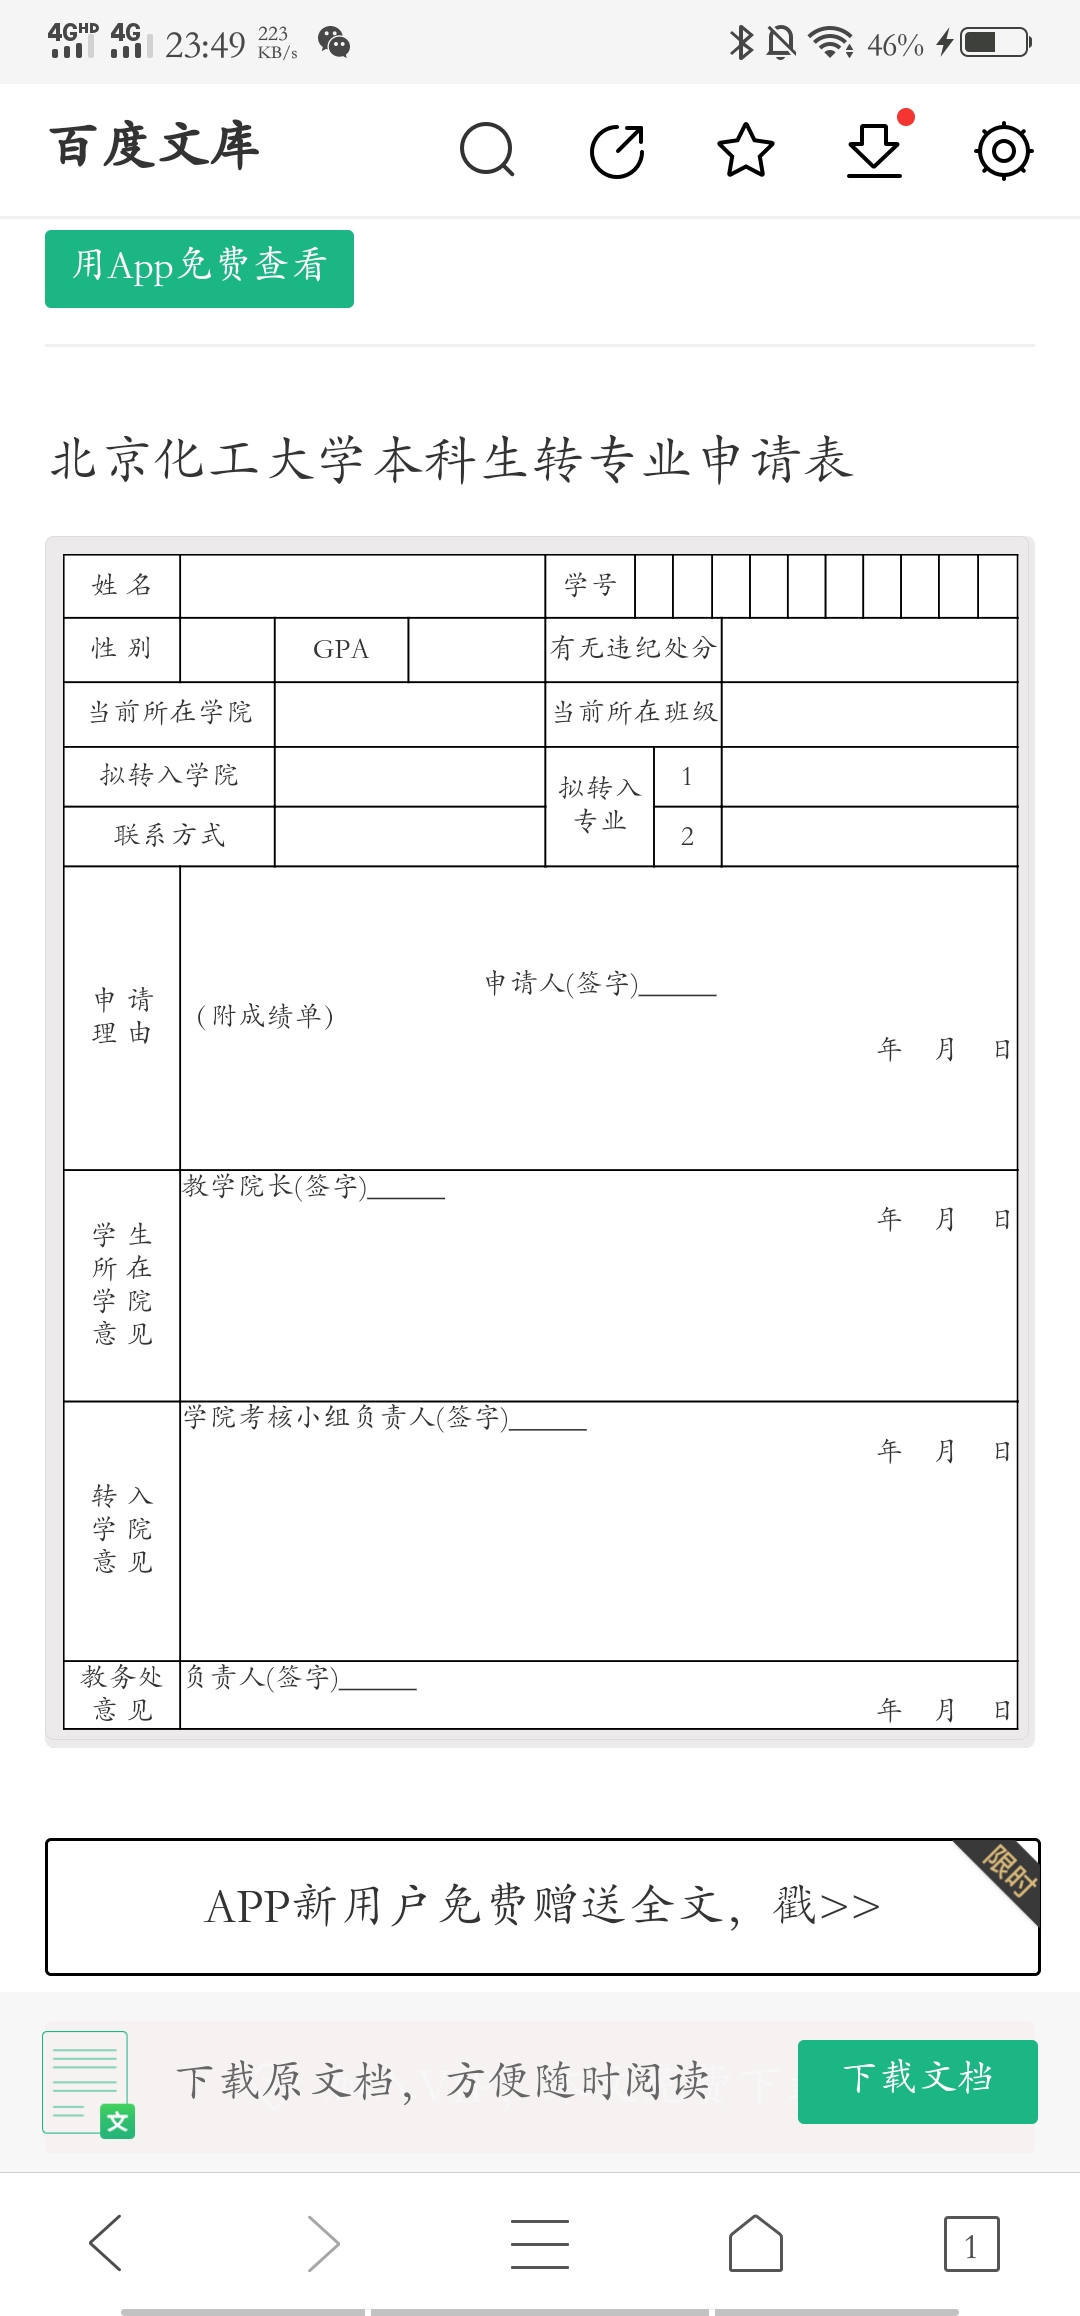 4GHD 4G 23:49 223 KB/s 46%
百度文库
用App免费查看
北京化工大学本科生转专业申请表
姓 名 学号
性 别 GPA 有无违纪处分
当前所在学院 当前所在班级
拟转入学院 拟转入专业 1
联系方式 2
申 请
理 由
申请人(签字)______
（附成绩单）
年 月 日
学 生
所 在
学 院
意 见
教学院长(签字)______
年 月 日
转 入
学 院
意 见
学院考核小组负责人(签字)______
年 月 日
教务处
意 见
负责人(签字)______
年 月 日
限时
APP新用户免费赠送全文，戳>>
下载原文档，方便随时阅读
文
下载文档
1